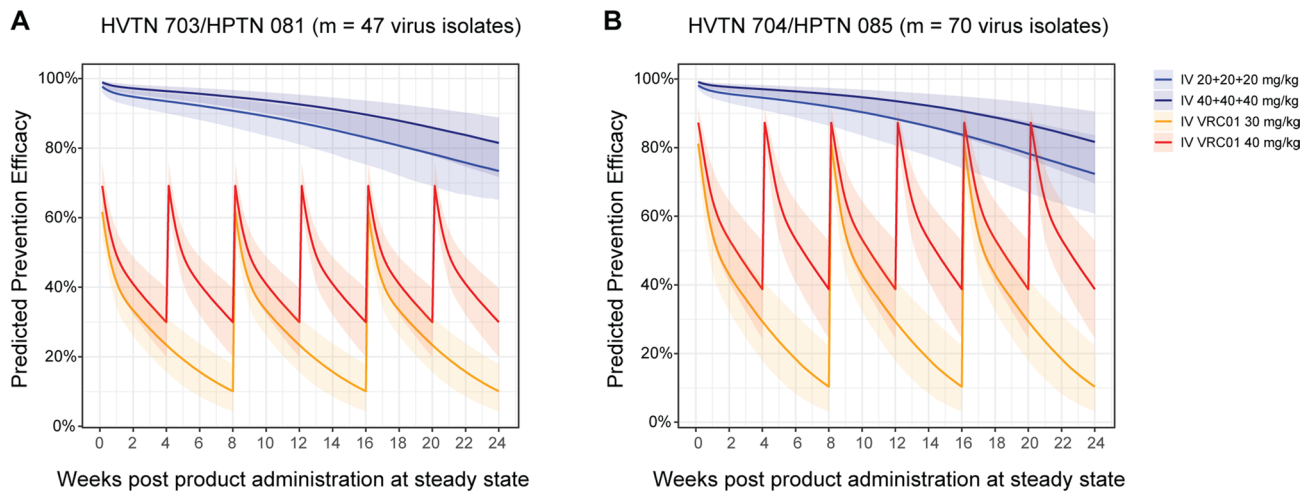 A
HVTN 703/HPTN 081 (m = 47 virus isolates)
Predicted Prevention Efficacy
100%
80%
60%
40%
20%
0%
0 2 4 6 8 10 12 14 16 18 20 22 24
Weeks post product administration at steady state
B
HVTN 704/HPTN 085 (m = 70 virus isolates)
Predicted Prevention Efficacy
100%
80%
60%
40%
20%
0%
0 2 4 6 8 10 12 14 16 18 20 22 24
Weeks post product administration at steady state
IV 20+20+20 mg/kg
IV 40+40+40 mg/kg
IV VRC01 30 mg/kg
IV VRC01 40 mg/kg